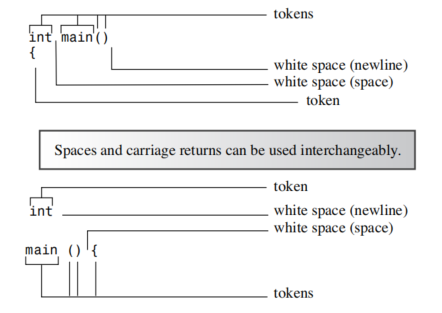 tokens
int main()
white space (newline)
{
white space (space)
token
Spaces and carriage returns can be used interchangeably.
token
int
white space (newline)
white space (space)
main () {
tokens